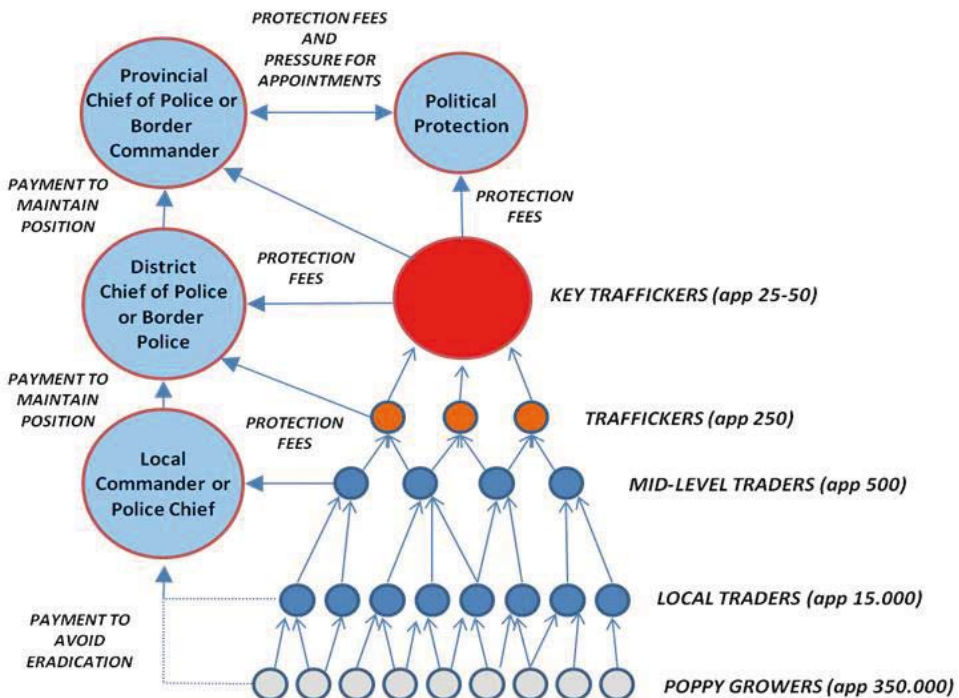 PROTECTION FEES
AND
PRESSURE FOR
APPOINTMENTS
Provincial
Chief of Police or
Border
Commander
Political
Protection
PAYMENT TO
MAINTAIN
POSITION
PROTECTION
FEES
District
Chief of Police
or Border
Police
PROTECTION
FEES
KEY TRAFFICKERS (app 25-50)
PAYMENT TO
MAINTAIN
POSITION
PROTECTION
FEES
TRAFFICKERS (app 250)
Local
Commander or
Police Chief
MID-LEVEL TRADERS (app 500)
LOCAL TRADERS (app 15.000)
PAYMENT TO
AVOID
ERADICATION
POPPY GROWERS (app 350.000)